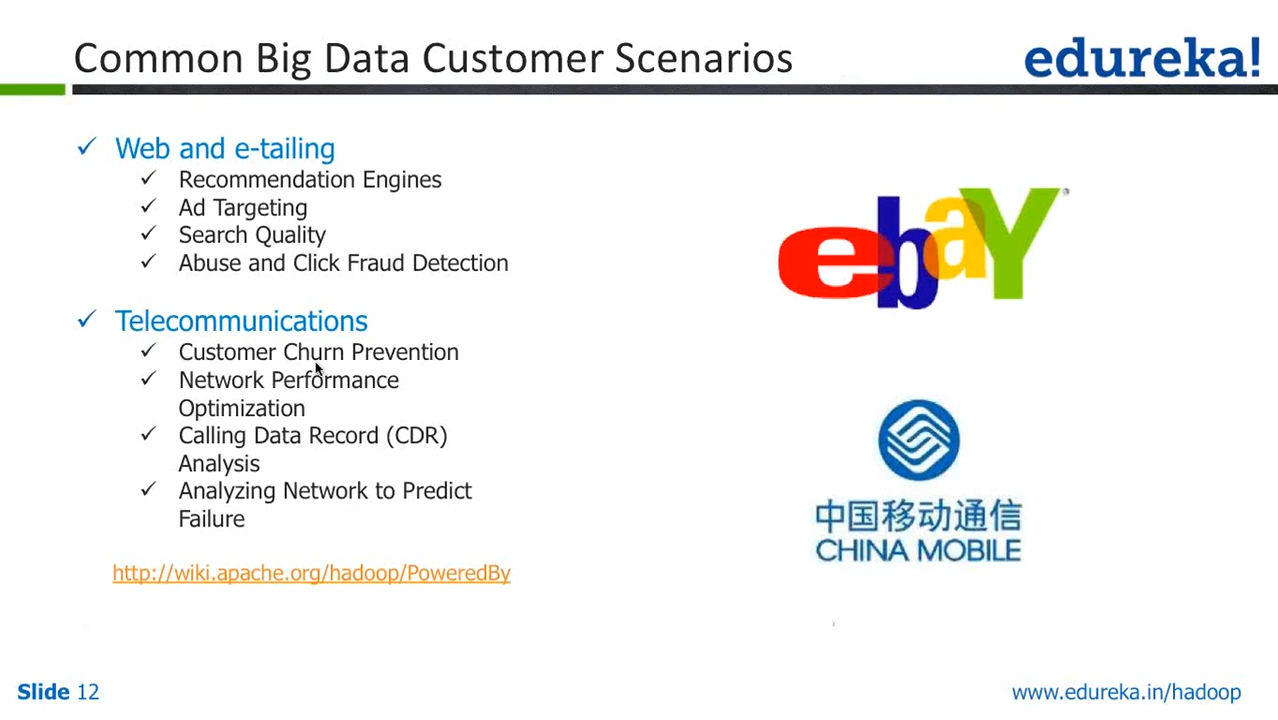 Common Big Data Customer Scenarios
edureka!
Web and e-tailing
Recommendation Engines
Ad Targeting
Search Quality
Abuse and Click Fraud Detection
Telecommunications
Customer Churn Prevention
Network Performance
Optimization
Calling Data Record (CDR)
Analysis
Analyzing Network to Predict
Failure
http://wiki.apache.org/hadoop/PoweredBy
ebaY
中国移动通信
CHINA MOBILE
Slide 12
www.edureka.in/hadoop